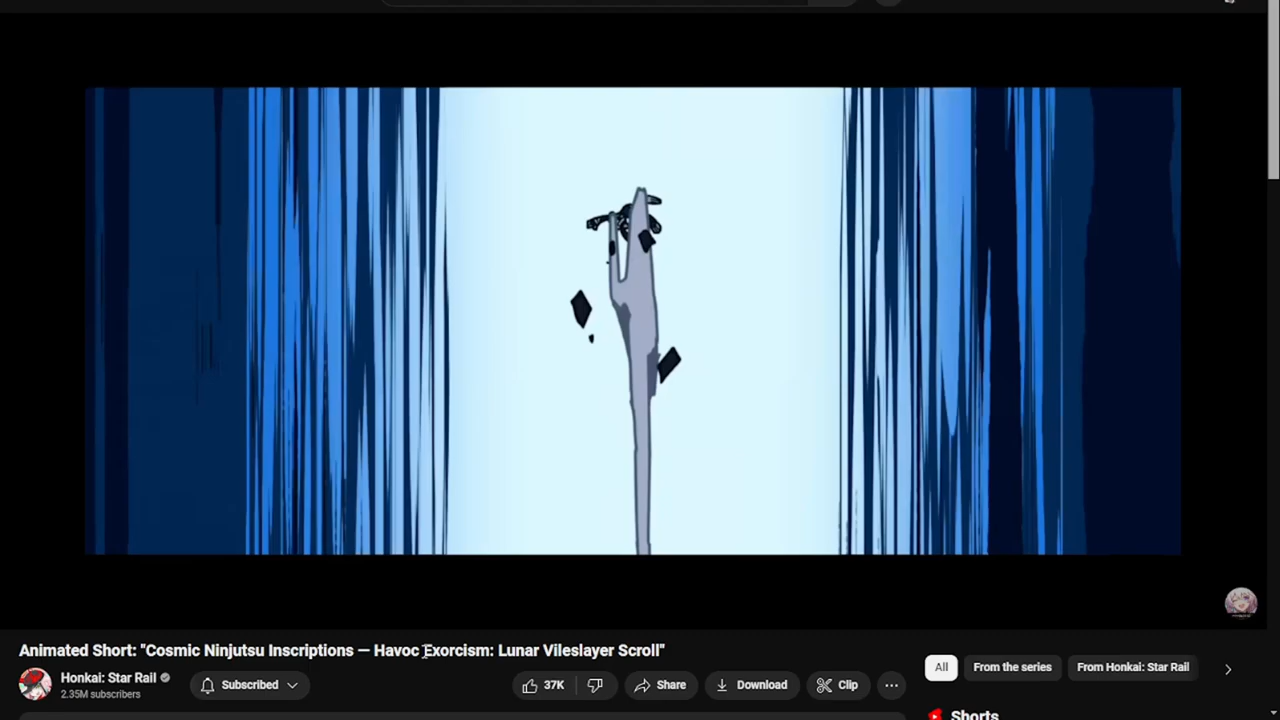 Animated Short: "Cosmic Ninjutsu Inscriptions — Havoc Exorcism: Lunar Vileslayer Scroll"
Honkai: Star Rail
2.35M subscribers
Subscribed
37K
Share
Download
Clip
All
From the series
From Honkai: Star Rail
Shorts